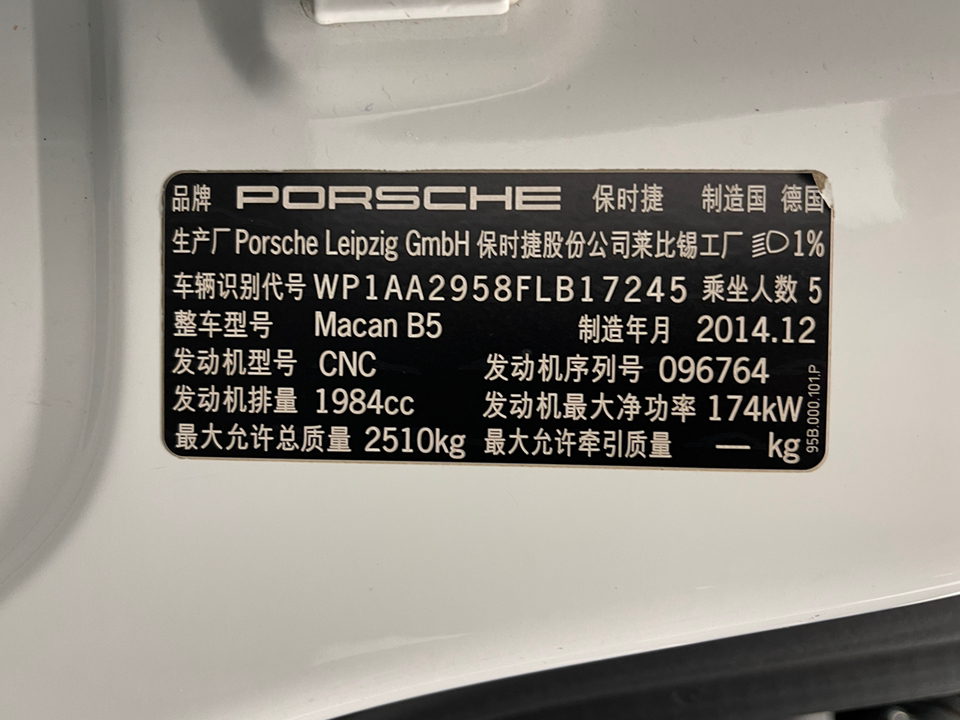 品牌 PORSCHE 保时捷 制造国 德国
生产厂 Porsche Leipzig GmbH 保时捷股份公司莱比锡工厂 1%
车辆识别代号 WP1AA2958FLB17245 乘坐人数 5
整车型号 Macan B5 制造年月 2014.12
发动机型号 CNC 发动机序列号 096764
发动机排量 1984cc 发动机最大净功率 174kW
最大允许总质量 2510kg 最大允许牵引质量 — kg
95B.000.101.P